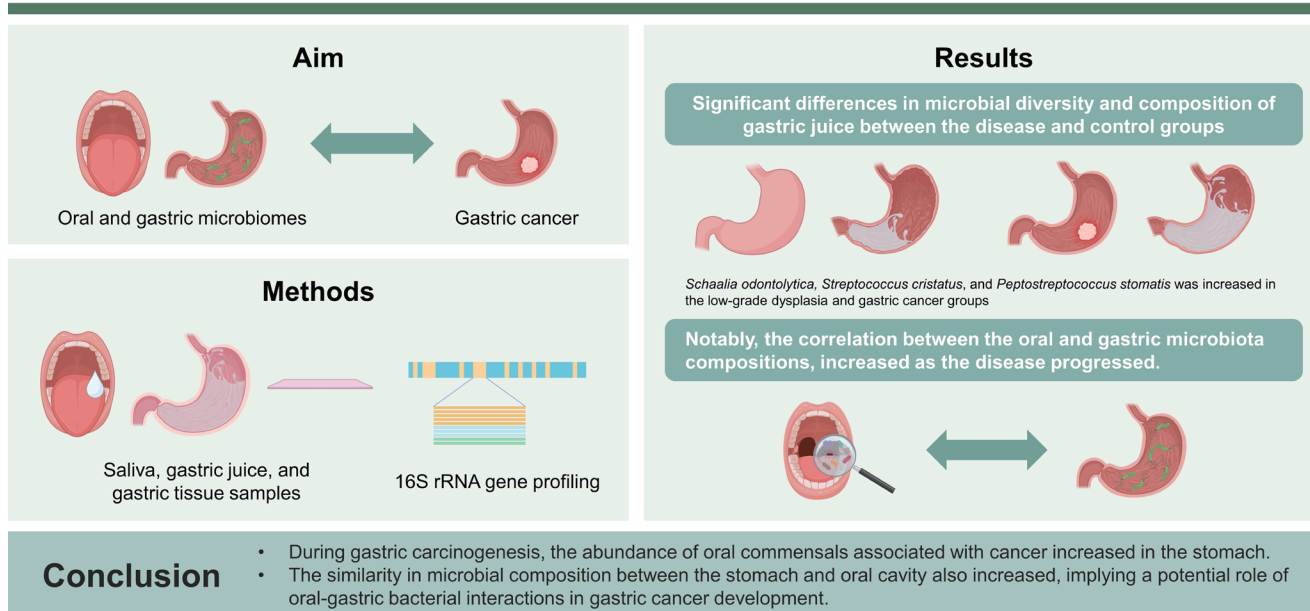 Aim
Oral and gastric microbiomes
Gastric cancer
Methods
Saliva, gastric juice, and
gastric tissue samples
16S rRNA gene profiling
Results
Significant differences in microbial diversity and composition of
gastric juice between the disease and control groups
Schaalia odontolytica, Streptococcus cristatus, and Peptostreptococcus stomatis was increased in
the low-grade dysplasia and gastric cancer groups
Notably, the correlation between the oral and gastric microbiota
compositions, increased as the disease progressed.
Conclusion
• During gastric carcinogenesis, the abundance of oral commensals associated with cancer increased in the stomach.
• The similarity in microbial composition between the stomach and oral cavity also increased, implying a potential role of
oral-gastric bacterial interactions in gastric cancer development.